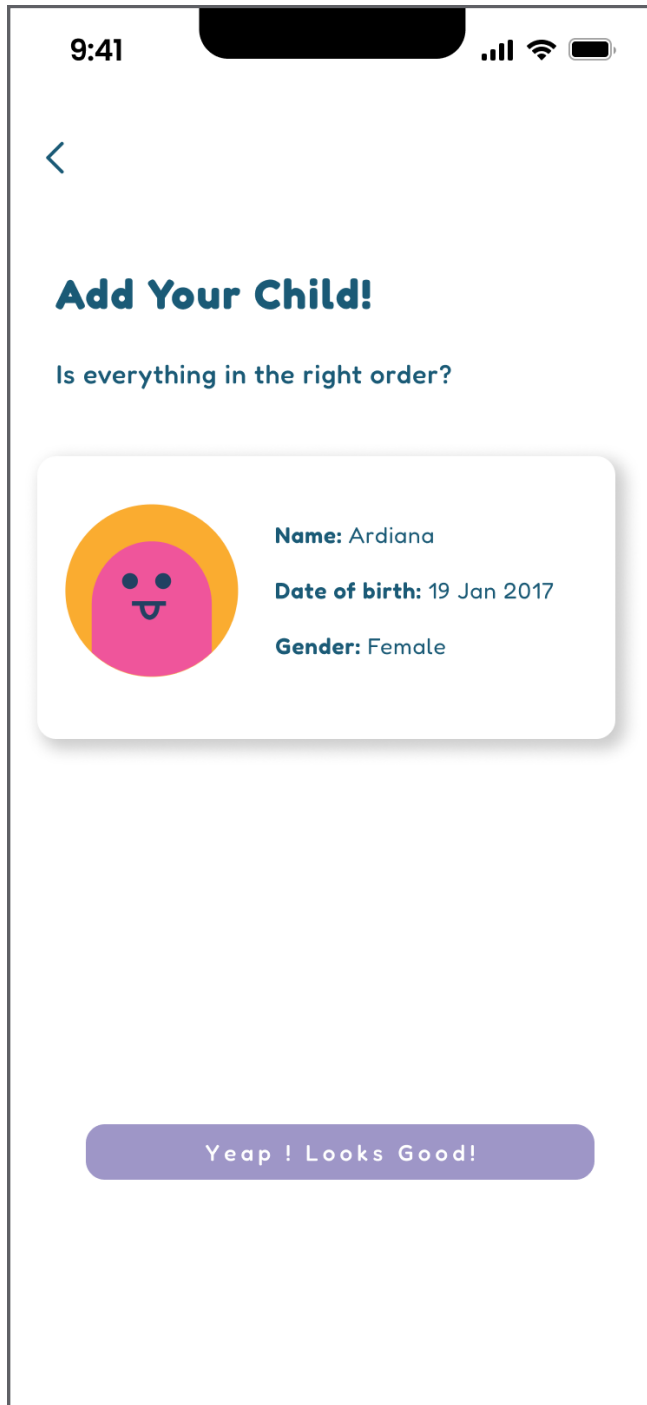 9:41
Add Your Child!
Is everything in the right order?
Name: Ardiana
Date of birth: 19 Jan 2017
Gender: Female
Yeap ! Looks Good!